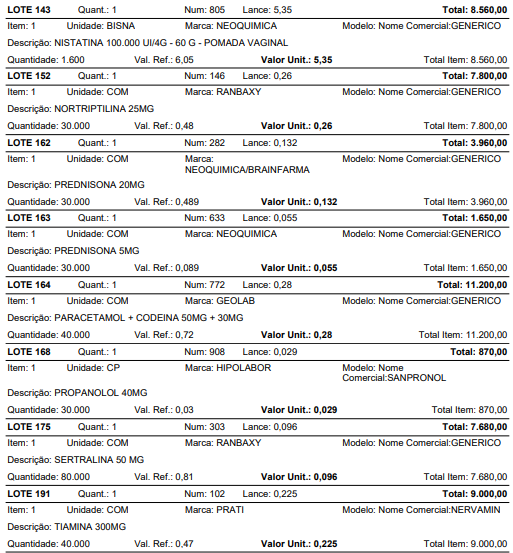 LOTE 143 Quant.: 1 Num: 805 Lance: 5,35 Total: 8.560,00
Item: 1 Unidade: BISNA Marca: NEOQUIMICA Modelo: Nome Comercial:GENERICO
Descrição: NISTATINA 100.000 UI/4G - 60 G - POMADA VAGINAL
Quantidade: 1.600 Val. Ref.: 6,05 Valor Unit.: 5,35 Total Item: 8.560,00
LOTE 152 Quant.: 1 Num: 146 Lance: 0,26 Total: 7.800,00
Item: 1 Unidade: COM Marca: RANBAXY Modelo: Nome Comercial:GENERICO
Descrição: NORTRIPTILINA 25MG
Quantidade: 30.000 Val. Ref.: 0,48 Valor Unit.: 0,26 Total Item: 7.800,00
LOTE 162 Quant.: 1 Num: 282 Lance: 0,132 Total: 3.960,00
Item: 1 Unidade: COM Marca: Modelo: Nome Comercial:GENERICO
NEOQUIMICA/BRAINFARMA
Descrição: PREDNISONA 20MG
Quantidade: 30.000 Val. Ref.: 0,489 Valor Unit.: 0,132 Total Item: 3.960,00
LOTE 163 Quant.: 1 Num: 633 Lance: 0,055 Total: 1.650,00
Item: 1 Unidade: COM Marca: NEOQUIMICA Modelo: Nome Comercial:GENERICO
Descrição: PREDNISONA 5MG
Quantidade: 30.000 Val. Ref.: 0,089 Valor Unit.: 0,055 Total Item: 1.650,00
LOTE 164 Quant.: 1 Num: 772 Lance: 0,28 Total: 11.200,00
Item: 1 Unidade: COM Marca: GEOLAB Modelo: Nome Comercial:GENERICO
Descrição: PARACETAMOL + CODEINA 50MG + 30MG
Quantidade: 40.000 Val. Ref.: 0,72 Valor Unit.: 0,28 Total Item: 11.200,00
LOTE 168 Quant.: 1 Num: 908 Lance: 0,029 Total: 870,00
Item: 1 Unidade: CP Marca: HIPOLABOR Modelo: Nome
Comercial:SANPRONOL
Descrição: PROPANOLOL 40MG
Quantidade: 30.000 Val. Ref.: 0,03 Valor Unit.: 0,029 Total Item: 870,00
LOTE 175 Quant.: 1 Num: 303 Lance: 0,096 Total: 7.680,00
Item: 1 Unidade: COM Marca: RANBAXY Modelo: Nome Comercial:GENERICO
Descrição: SERTRALINA 50 MG
Quantidade: 80.000 Val. Ref.: 0,81 Valor Unit.: 0,096 Total Item: 7.680,00
LOTE 191 Quant.: 1 Num: 102 Lance: 0,225 Total: 9.000,00
Item: 1 Unidade: COM Marca: PRATI Modelo: Nome Comercial:NERVAMIN
Descrição: TIAMINA 300MG
Quantidade: 40.000 Val. Ref.: 0,47 Valor Unit.: 0,225 Total Item: 9.000,00